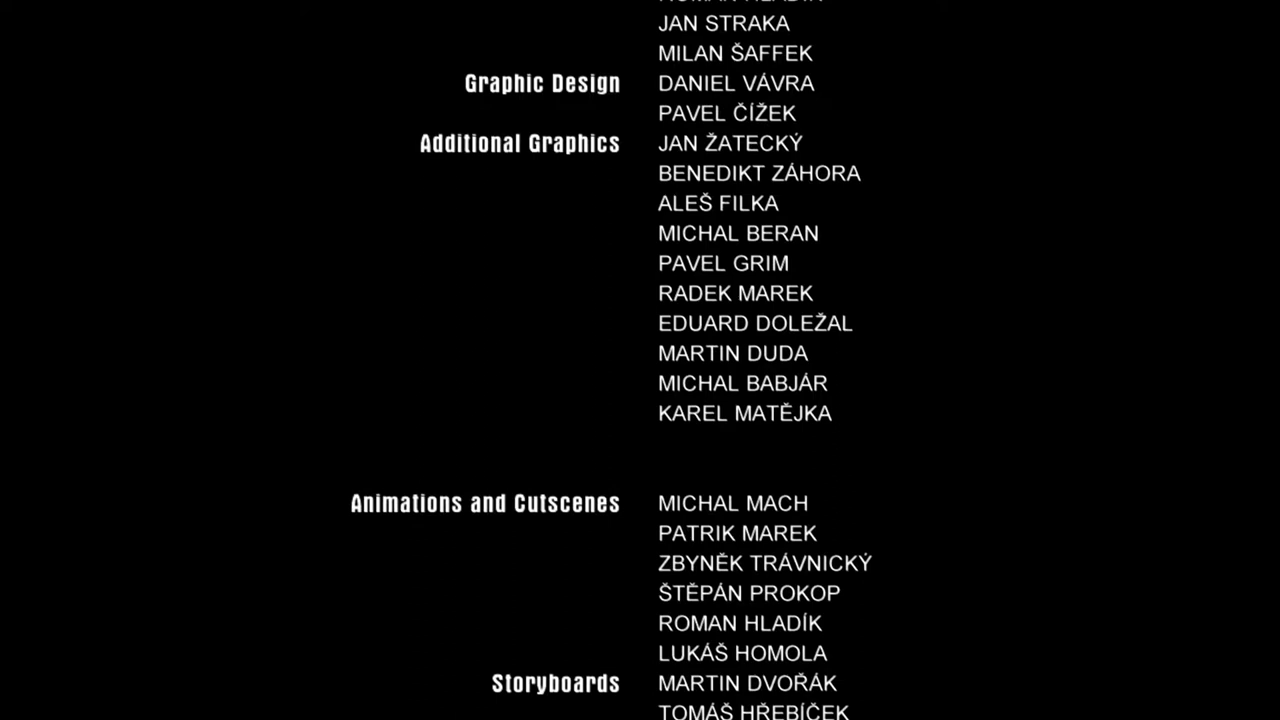 ROMAN HLADÍK
JAN STRAKA
MILAN ŠAFFEK
Graphic Design DANIEL VÁVRA
PAVEL ČÍŽEK
Additional Graphics JAN ŽATECKÝ
BENEDIKT ZÁHORA
ALEŠ FILKA
MICHAL BERAN
PAVEL GRIM
RADEK MAREK
EDUARD DOLEŽAL
MARTIN DUDA
MICHAL BABJÁR
KAREL MATĚJKA
Animations and Cutscenes MICHAL MACH
PATRIK MAREK
ZBYNĚK TRÁVNICKÝ
ŠTĚPÁN PROKOP
ROMAN HLADÍK
LUKÁŠ HOMOLA
Storyboards MARTIN DVOŘÁK
TOMÁŠ HŘEBÍČEK